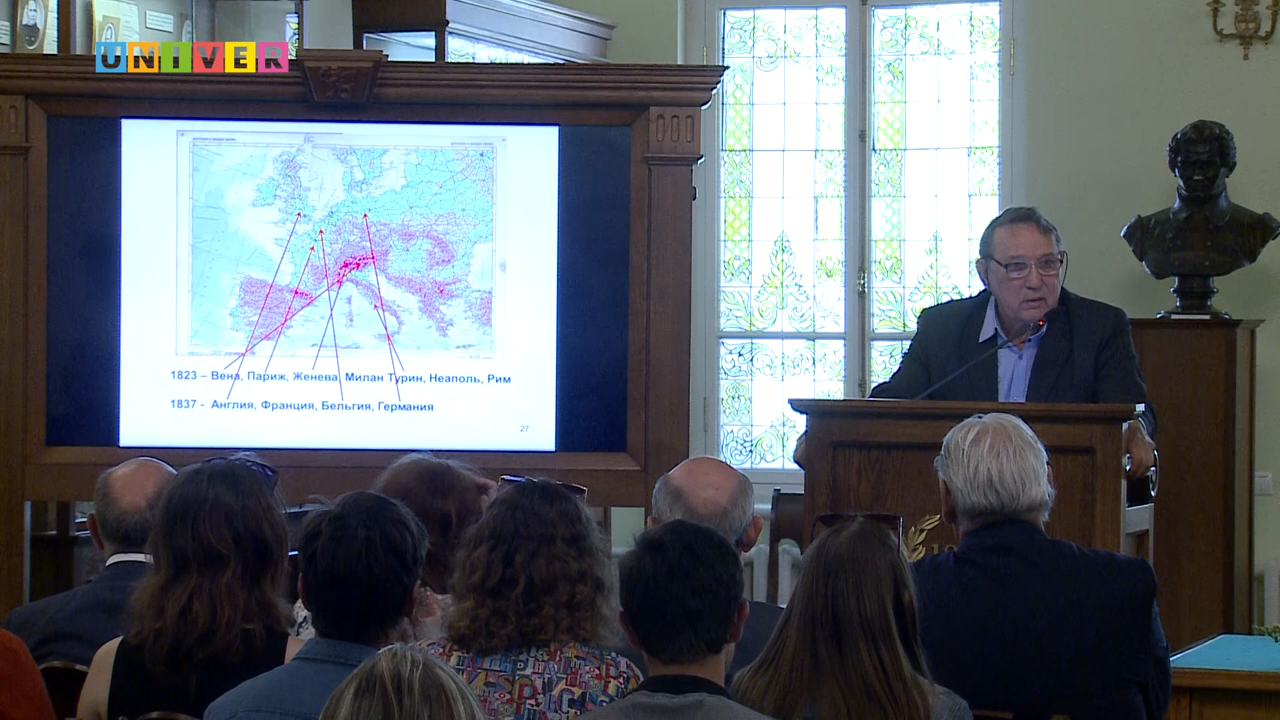 UNIVER
1823 – Вена, Париж, Женева, Милан Турин, Неаполь, Рим
1837 - Англия, Франция, Бельгия, Германия
27